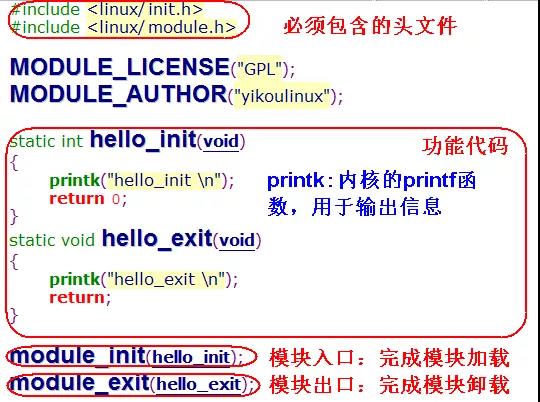 #include <linux/init.h>
#include <linux/module.h>
必须包含的头文件
MODULE_LICENSE("GPL");
MODULE_AUTHOR("yikoulinux");
功能代码
static int hello_init(void)
{
printk("hello_init \n");
return 0;
}
printk:内核的printf函
数，用于输出信息
static void hello_exit(void)
{
printk("hello_exit \n");
return;
}
module_init(hello_init); 模块入口：完成模块加载
module_exit(hello_exit); 模块出口：完成模块卸载